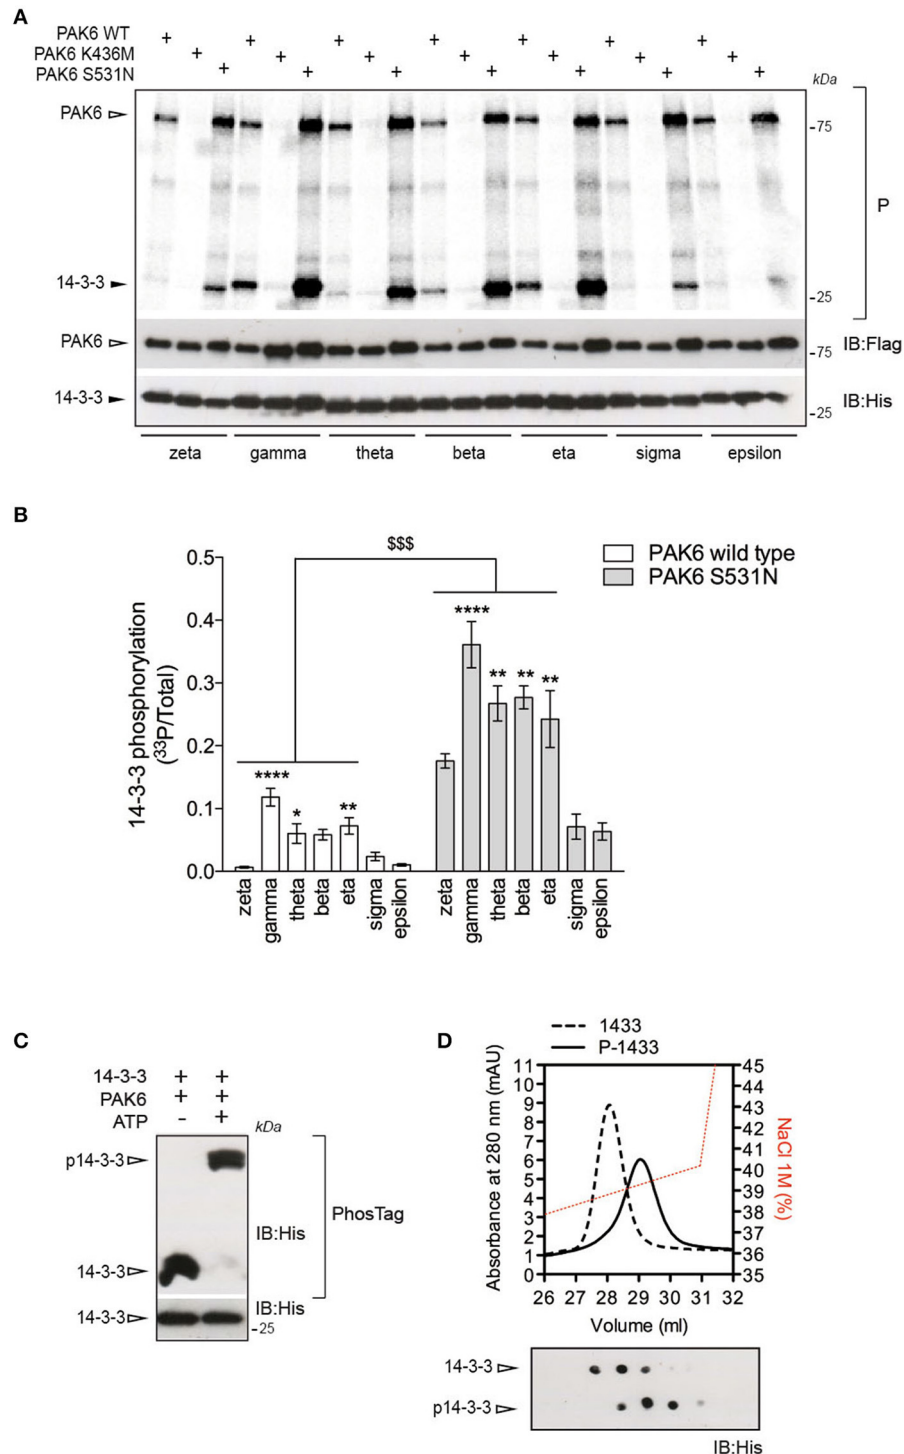 A
PAK6 WT + + + + + + +
PAK6 K436M + + + + + + +
PAK6 S531N + + + + + + +
kDa
PAK6
-75
P
14-3-3
-25
PAK6
-75
IB:Flag
14-3-3
-25
IB:His
zeta gamma theta beta eta sigma epsilon
B
$$$
PAK6 wild type
PAK6 S531N
14-3-3 phosphorylation
(³³P/Total)
0.5
0.4
0.3
0.2
0.1
0.0
**** * **
**** ** ** **
zeta gamma theta beta eta sigma epsilon zeta gamma theta beta eta sigma epsilon
C
14-3-3 + +
PAK6 + +
ATP - +
kDa
p14-3-3
IB:His
PhosTag
14-3-3
14-3-3
IB:His
-25
D
1433
P-1433
Absorbance at 280 nm (mAU)
11
10
9
8
7
6
5
4
3
2
1
0
45
44
43
42
41
40
39
38
37
36
35
NaCl 1M (%)
26 27 28 29 30 31 32
Volume (ml)
14-3-3
p14-3-3
IB:His